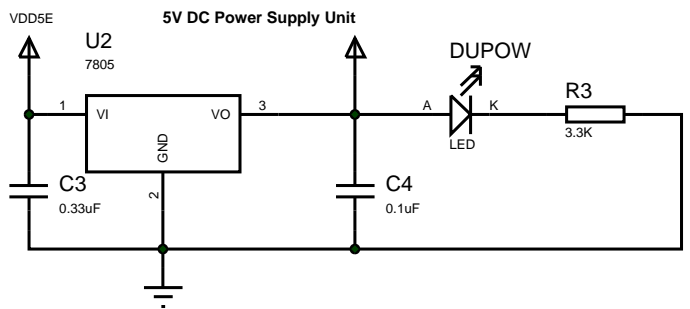 VDD5E
5V DC Power Supply Unit
U2
7805
DUPOW
1
VI
VO
3
A
K
R3
LED
3.3K
GND
2
C3
0.33uF
C4
0.1uF